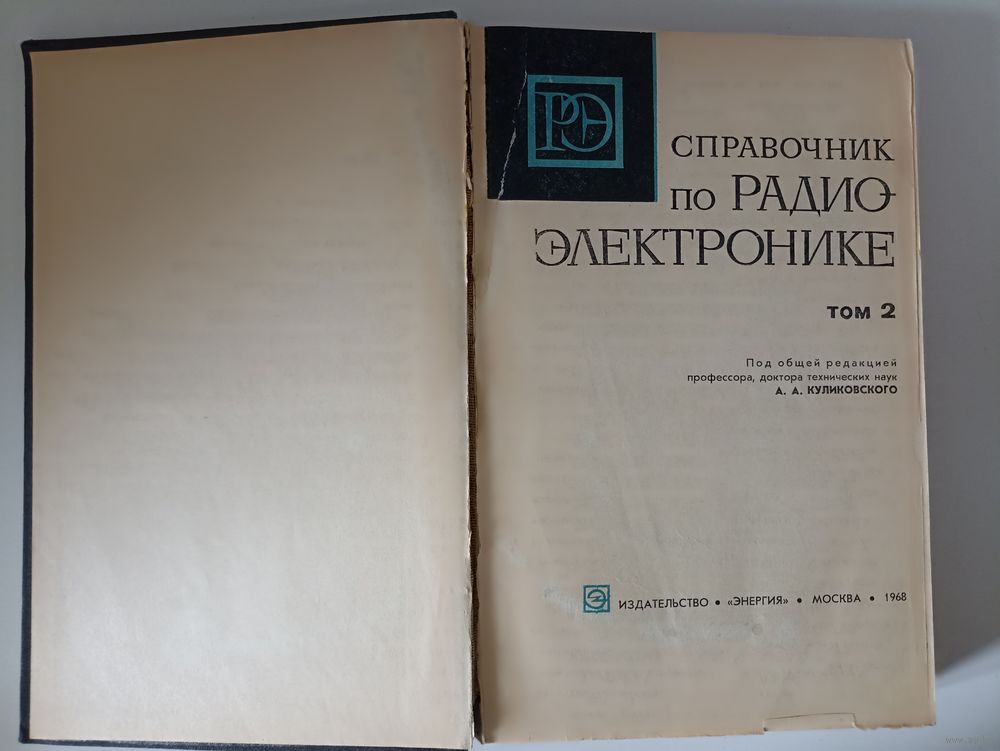 РЭ
СПРАВОЧНИК
ПО РАДИО-
ЭЛЕКТРОНИКЕ
ТОМ 2
Под общей редакцией
профессора, доктора технических наук
А. А. КУЛИКОВСКОГО
ИЗДАТЕЛЬСТВО • «ЭНЕРГИЯ» • МОСКВА • 1968